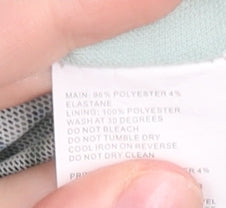 MAIN: 96% POLYESTER 4%
ELASTANE
LINING: 100% POLYESTER
WASH AT 30 DEGREES
DO NOT BLEACH
DO NOT TUMBLE DRY
COOL IRON ON REVERSE
DO NOT DRY CLEAN
4%